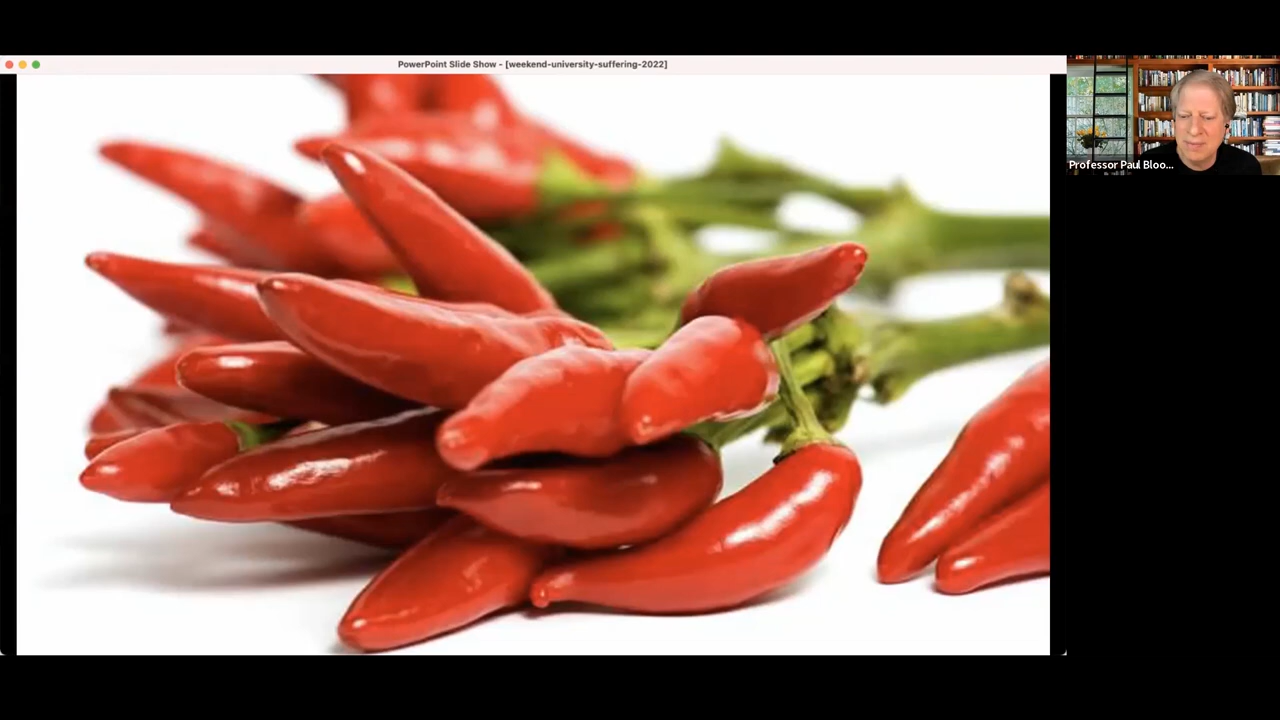 PowerPoint Slide Show - [weekend-university-suffering-2022]
Professor Paul Bloo...